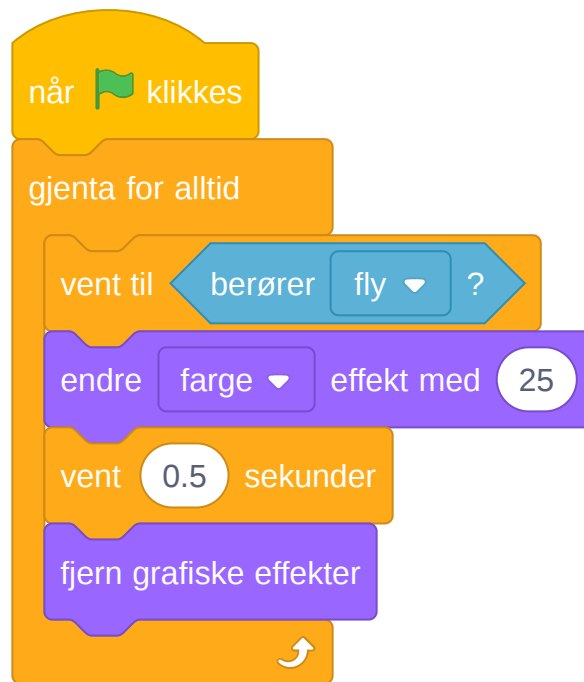 når klikkes
gjenta for alltid
vent til berører fly ?
endre farge effekt med 25
vent 0.5 sekunder
fjern grafiske effekter